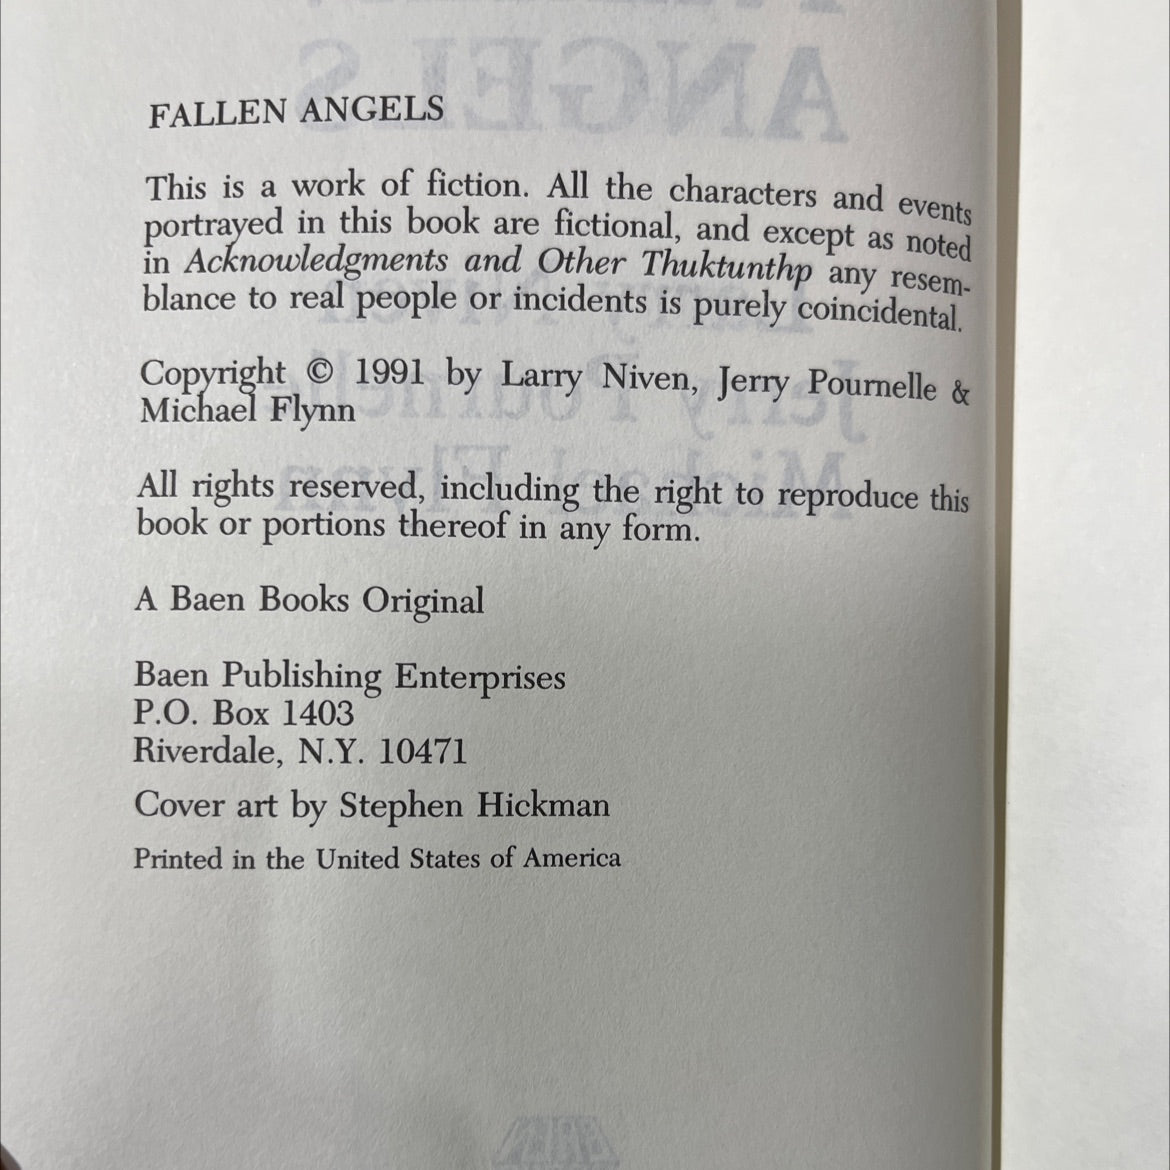 FALLEN ANGELS
This is a work of fiction. All the characters and events
portrayed in this book are fictional, and except as noted
in Acknowledgments and Other Thuktunthp any resem-
blance to real people or incidents is purely coincidental.
Copyright © 1991 by Larry Niven, Jerry Pournelle &
Michael Flynn
All rights reserved, including the right to reproduce this
book or portions thereof in any form.
A Baen Books Original
Baen Publishing Enterprises
P.O. Box 1403
Riverdale, N.Y. 10471
Cover art by Stephen Hickman
Printed in the United States of America